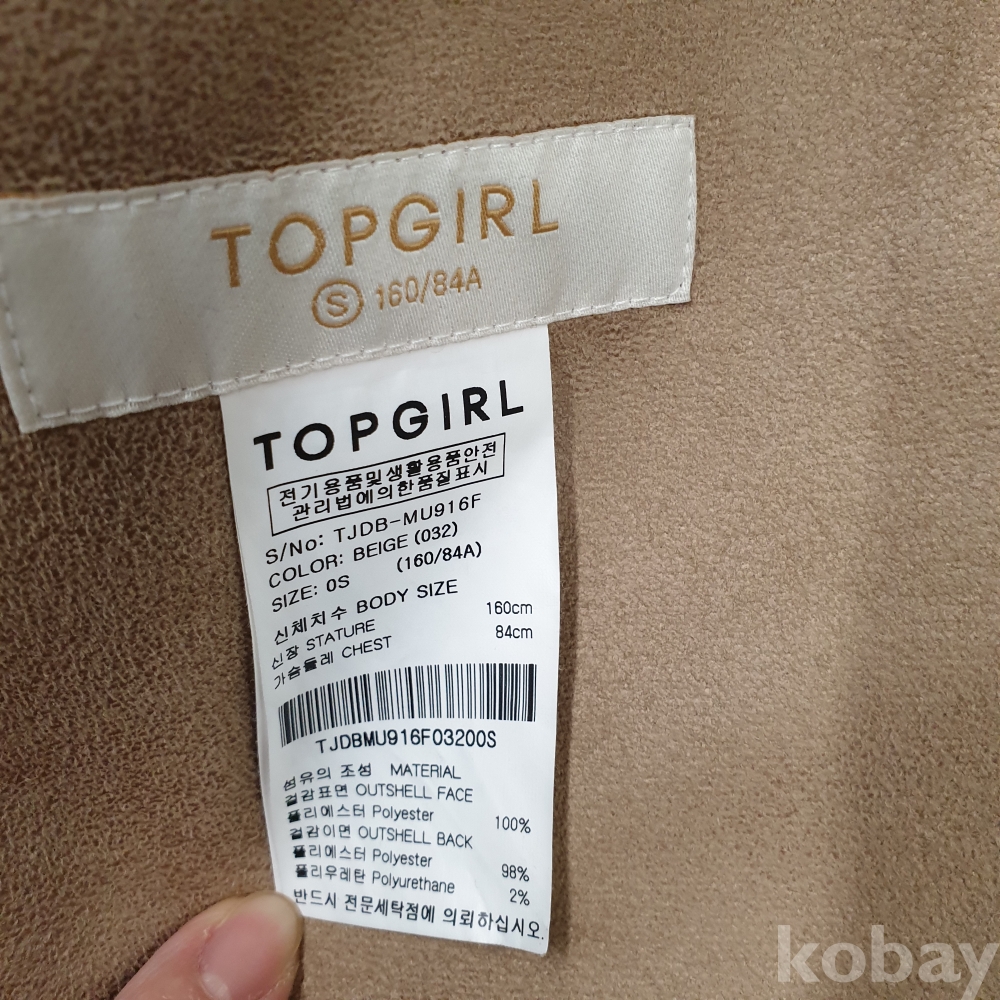 TOPGIRL
S 160/84A
TOPGIRL
전기용품및생활용품안전
관리법에의한품질표시
S/No: TJDB-MU916F
COLOR: BEIGE (032)
SIZE: 0S (160/84A)
신체치수 BODY SIZE
신장 STATURE 160cm
가슴둘레 CHEST 84cm
TJDBMU916F03200S
섬유의 조성 MATERIAL
겉감표면 OUTSHELL FACE
폴리에스터 Polyester 100%
겉감이면 OUTSHELL BACK
폴리에스터 Polyester 98%
폴리우레탄 Polyurethane 2%
반드시 전문세탁점에 의뢰하십시오.
kobay